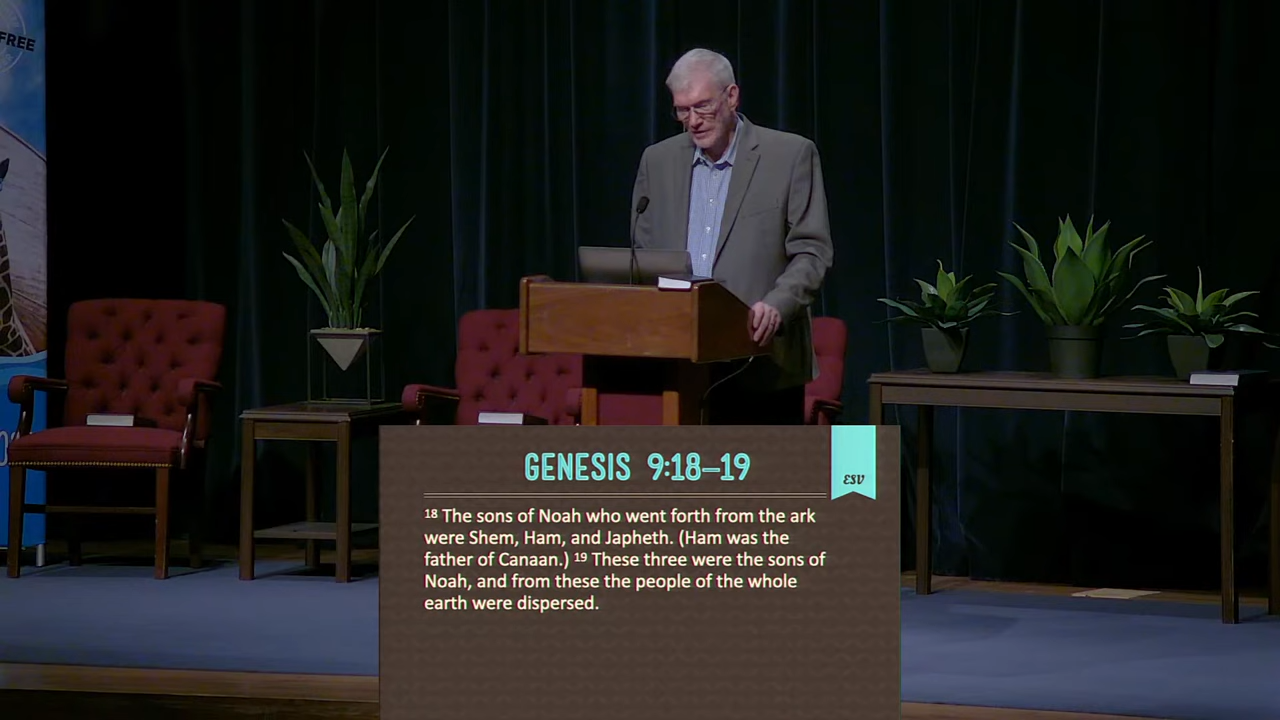 FREE
GENESIS 9:18–19
ESV
18 The sons of Noah who went forth from the ark
were Shem, Ham, and Japheth. (Ham was the
father of Canaan.) 19 These three were the sons of
Noah, and from these the people of the whole
earth were dispersed.